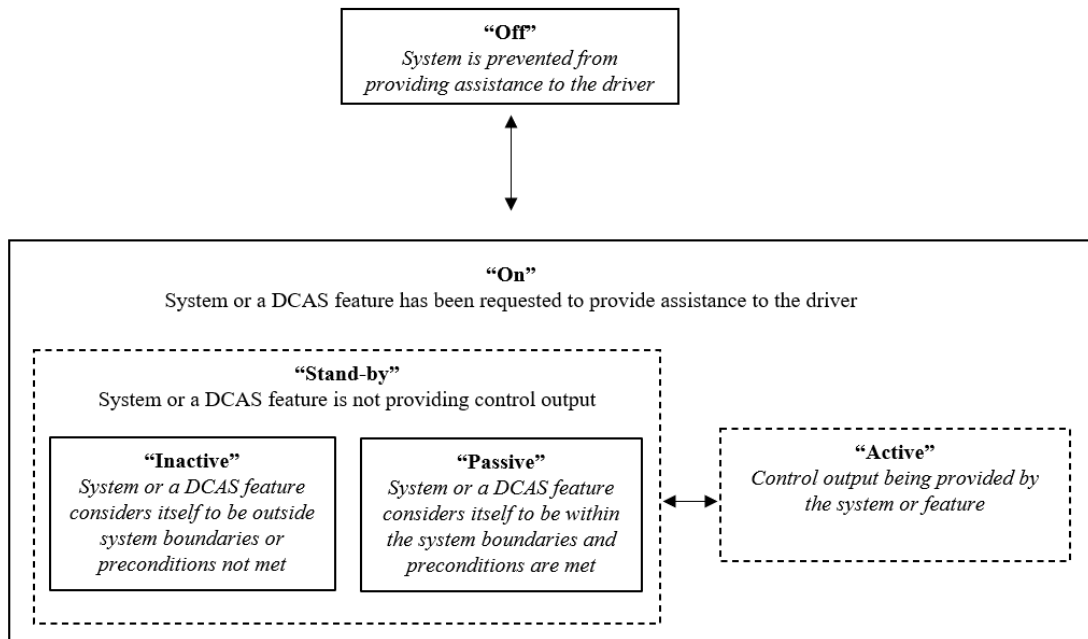 “Off”
System is prevented from
providing assistance to the driver
“On”
System or a DCAS feature has been requested to provide assistance to the driver
“Stand-by”
System or a DCAS feature is not providing control output
“Inactive”
System or a DCAS feature
considers itself to be outside
system boundaries or
preconditions not met
“Passive”
System or a DCAS feature
considers itself to be within
the system boundaries and
preconditions are met
“Active”
Control output being provided by
the system or feature